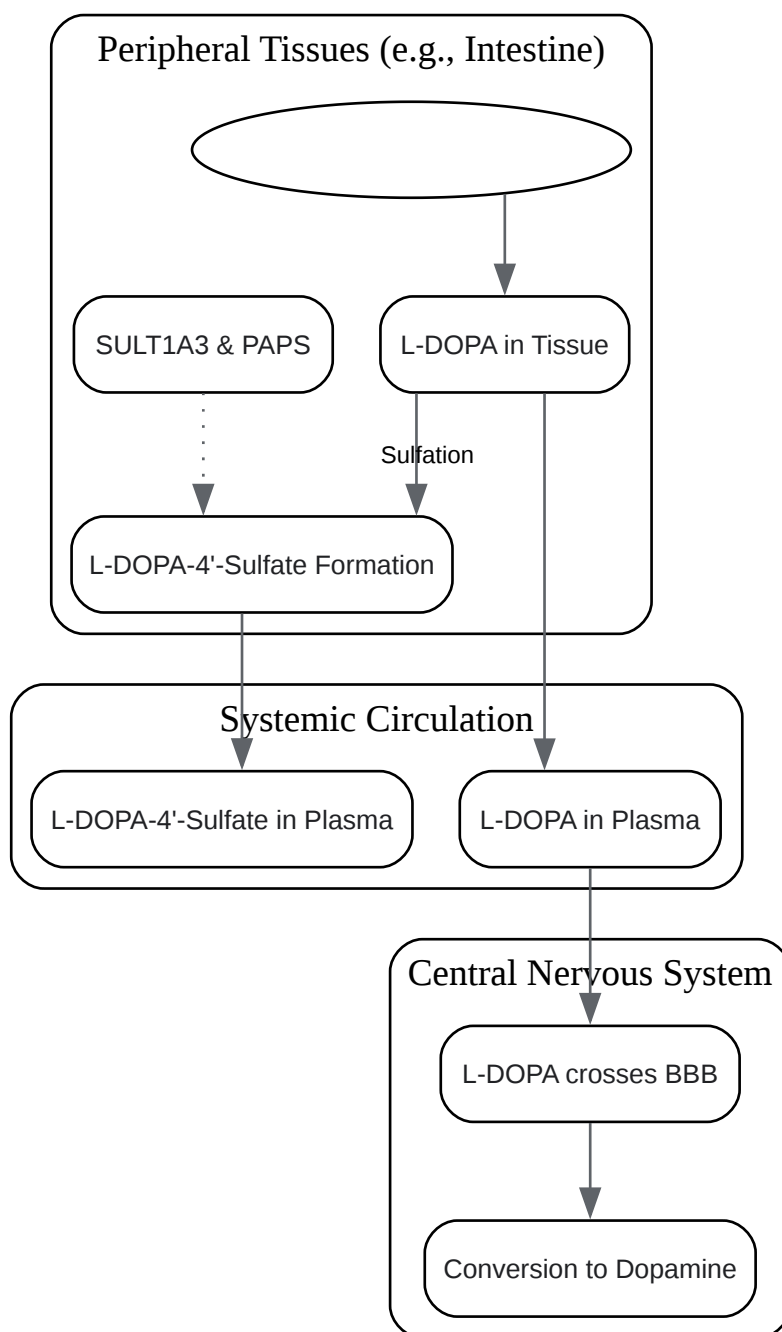 Peripheral Tissues (e.g., Intestine)
SULT1A3 & PAPS
L-DOPA in Tissue
Sulfation
L-DOPA-4'-Sulfate Formation
Systemic Circulation
L-DOPA-4'-Sulfate in Plasma
L-DOPA in Plasma
Central Nervous System
L-DOPA crosses BBB
Conversion to Dopamine